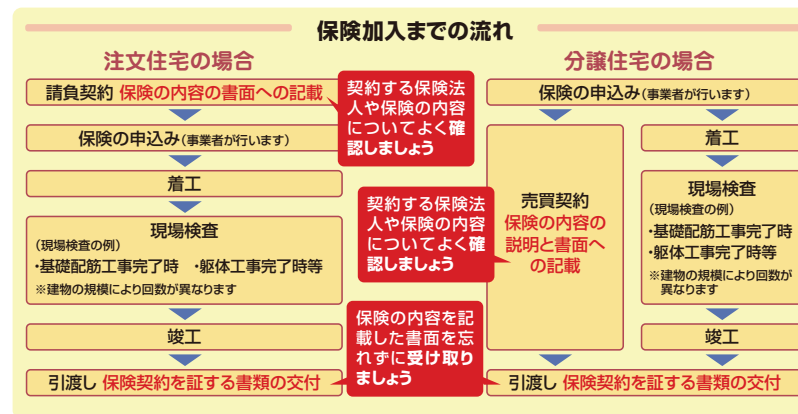 保険加入までの流れ
注文住宅の場合
請負契約 保険の内容の書面への記載
保険の申込み(事業者が行います)
着工
現場検査
(現場検査の例)
・基礎配筋工事完了時 ・躯体工事完了時等
※建物の規模により回数が異なります
竣工
引渡し 保険契約を証する書類の交付
契約する保険法
人や保険の内容
についてよく確
認しましょう
契約する保険法
人や保険の内容
についてよく確
認しましょう
保険の内容を記
載した書面を忘
れずに受け取り
ましょう
分譲住宅の場合
保険の申込み(事業者が行います)
売買契約
保険の内容の
説明と書面へ
の記載
着工
現場検査
(現場検査の例)
・基礎配筋工事完了時
・躯体工事完了時等
※建物の規模により回数が
異なります
竣工
引渡し 保険契約を証する書類の交付